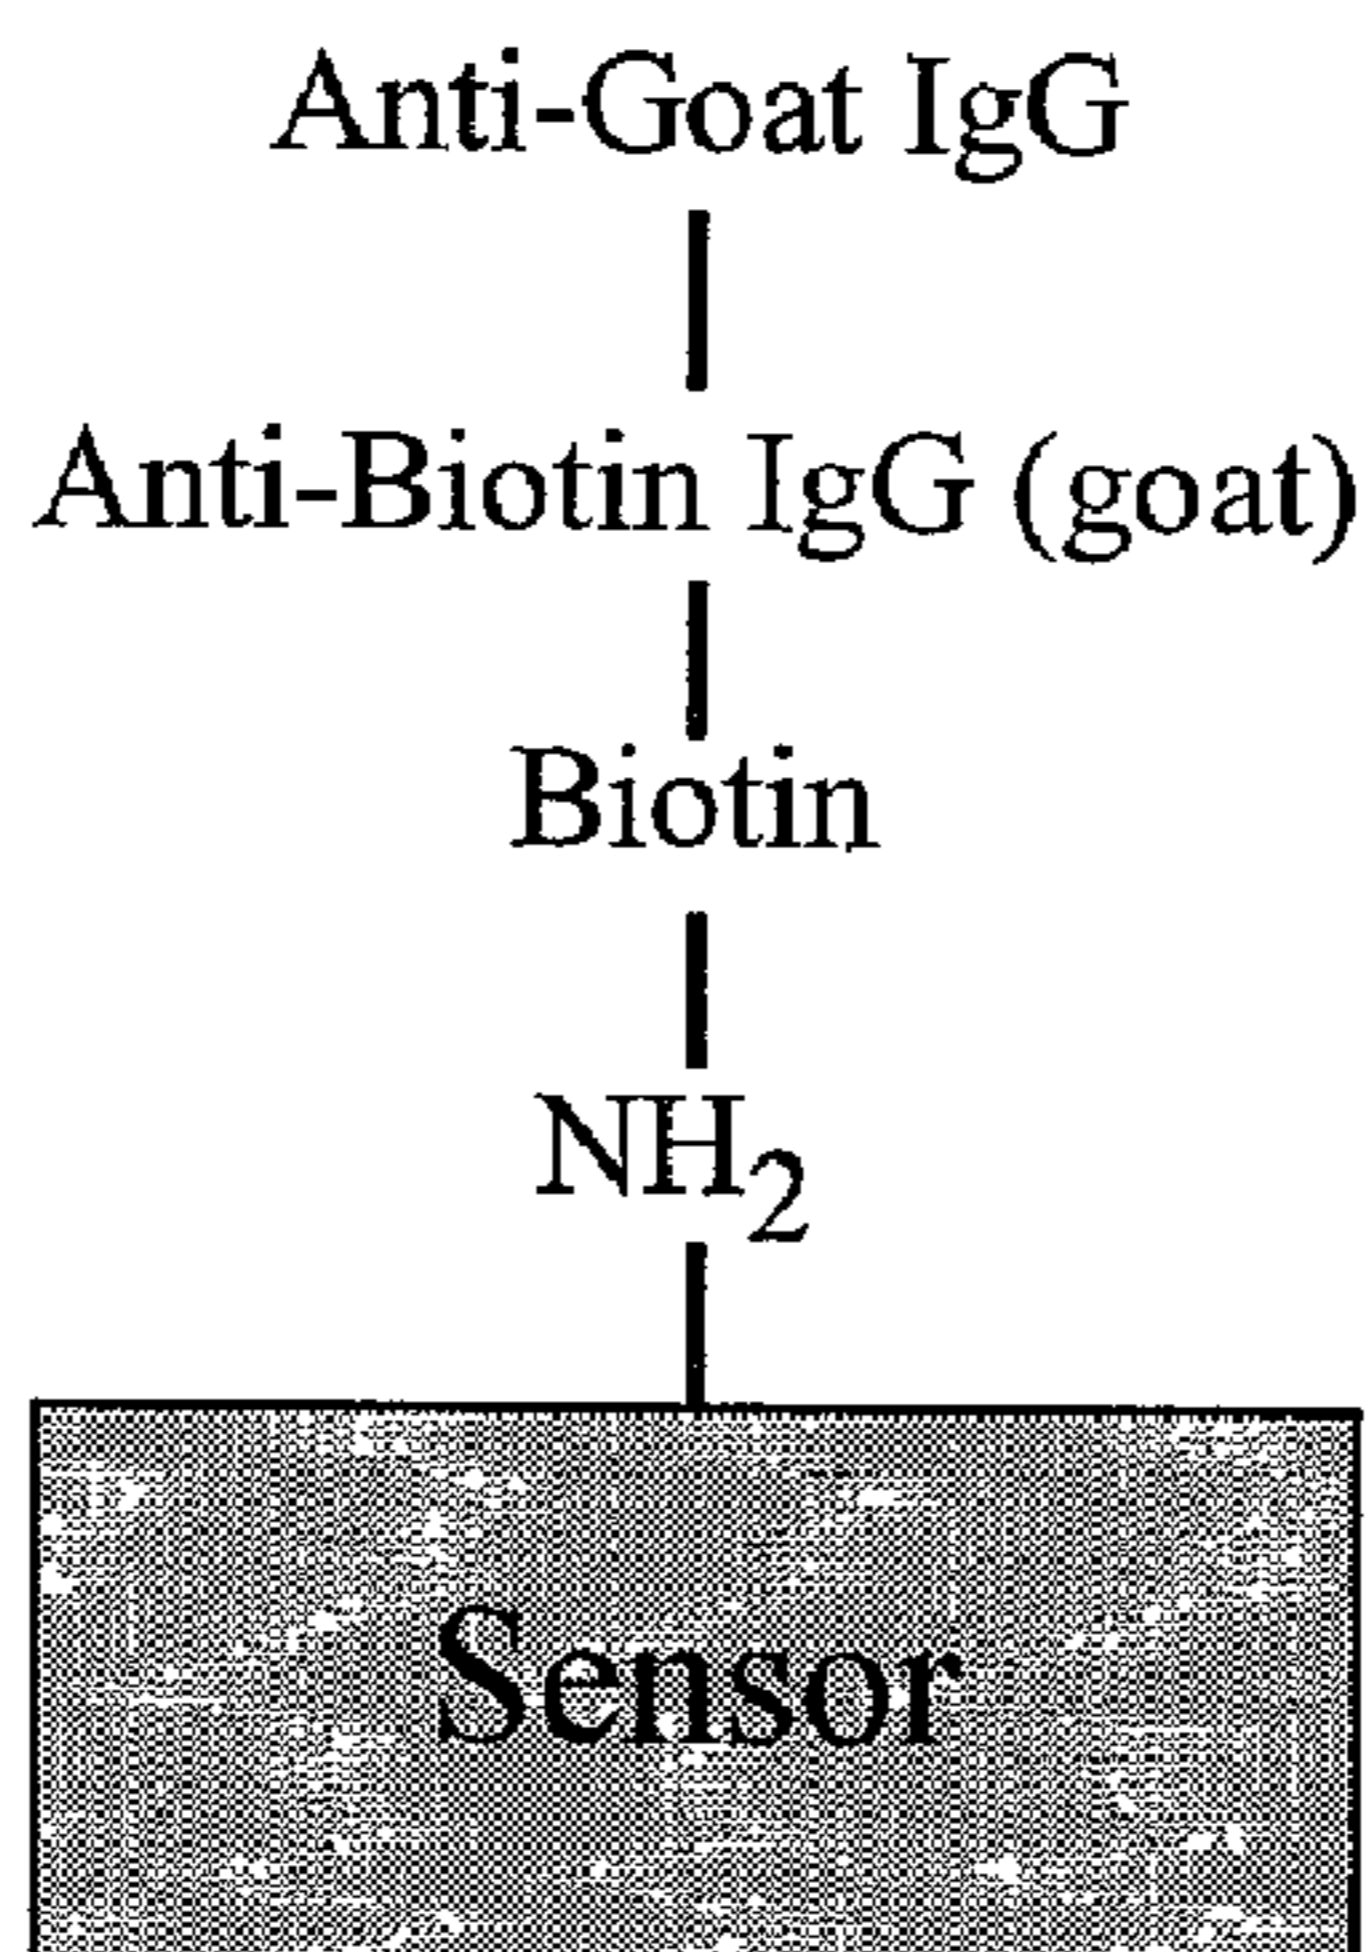 Anti-Goat IgG
Anti-Biotin IgG (goat)
Biotin
NH₂
Sensor